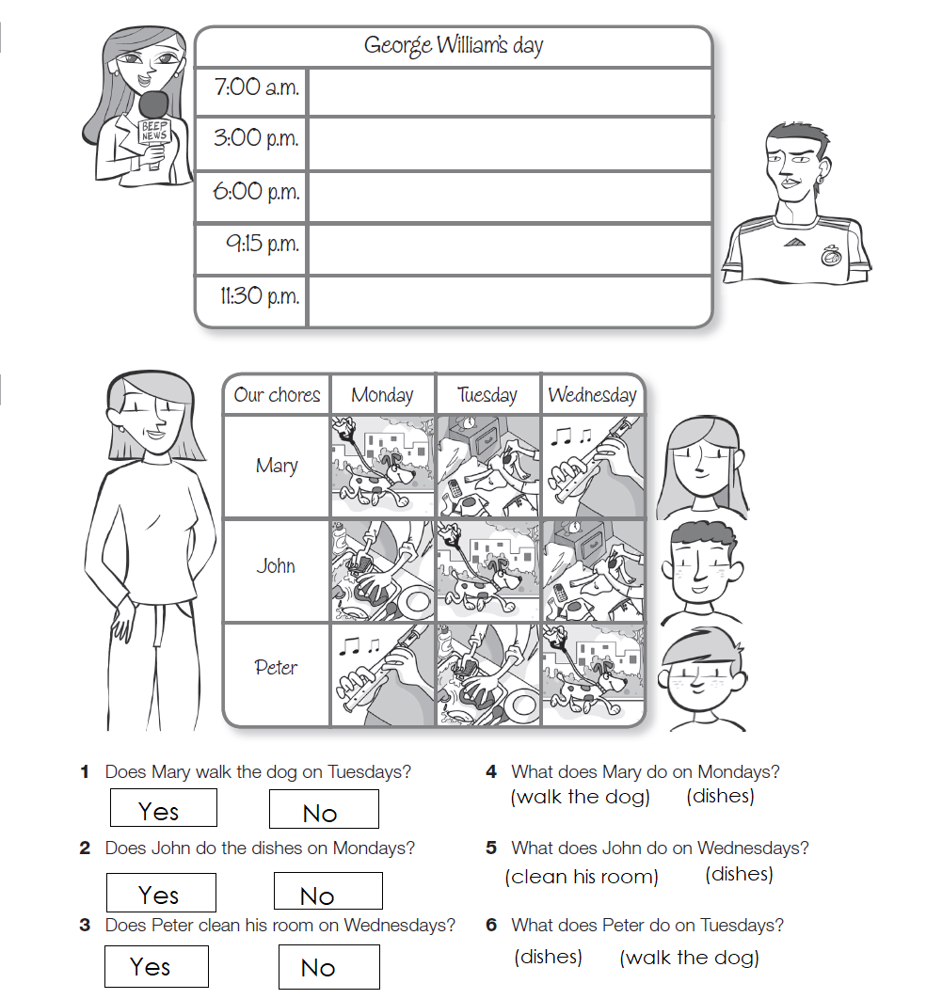 George William's day
BEEP
NEWS
7:00 a.m.
3:00 p.m.
6:00 p.m.
9:15 p.m.
11:30 p.m.
Our chores Monday Tuesday Wednesday
Mary
John
Peter
1 Does Mary walk the dog on Tuesdays?
Yes No
2 Does John do the dishes on Mondays?
Yes No
3 Does Peter clean his room on Wednesdays?
Yes No
4 What does Mary do on Mondays?
(walk the dog) (dishes)
5 What does John do on Wednesdays?
(clean his room) (dishes)
6 What does Peter do on Tuesdays?
(dishes) (walk the dog)